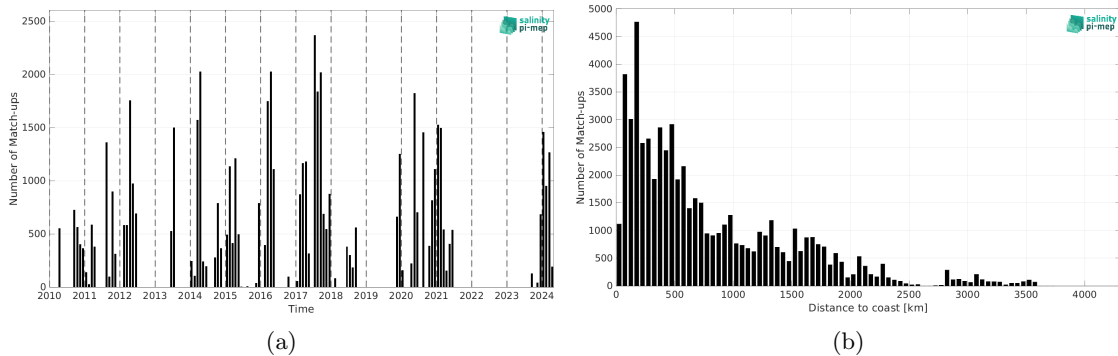 2500
2000
1500
1000
500
0
Number of Match-ups
2010 2011 2012 2013 2014 2015 2016 2017 2018 2019 2020 2021 2022 2023 2024
Time
salinity
pi-mep
(a)
5000
4500
4000
3500
3000
2500
2000
1500
1000
500
0
Number of Match-ups
0 500 1000 1500 2000 2500 3000 3500 4000
Distance to coast [km]
salinity
pi-mep
(b)